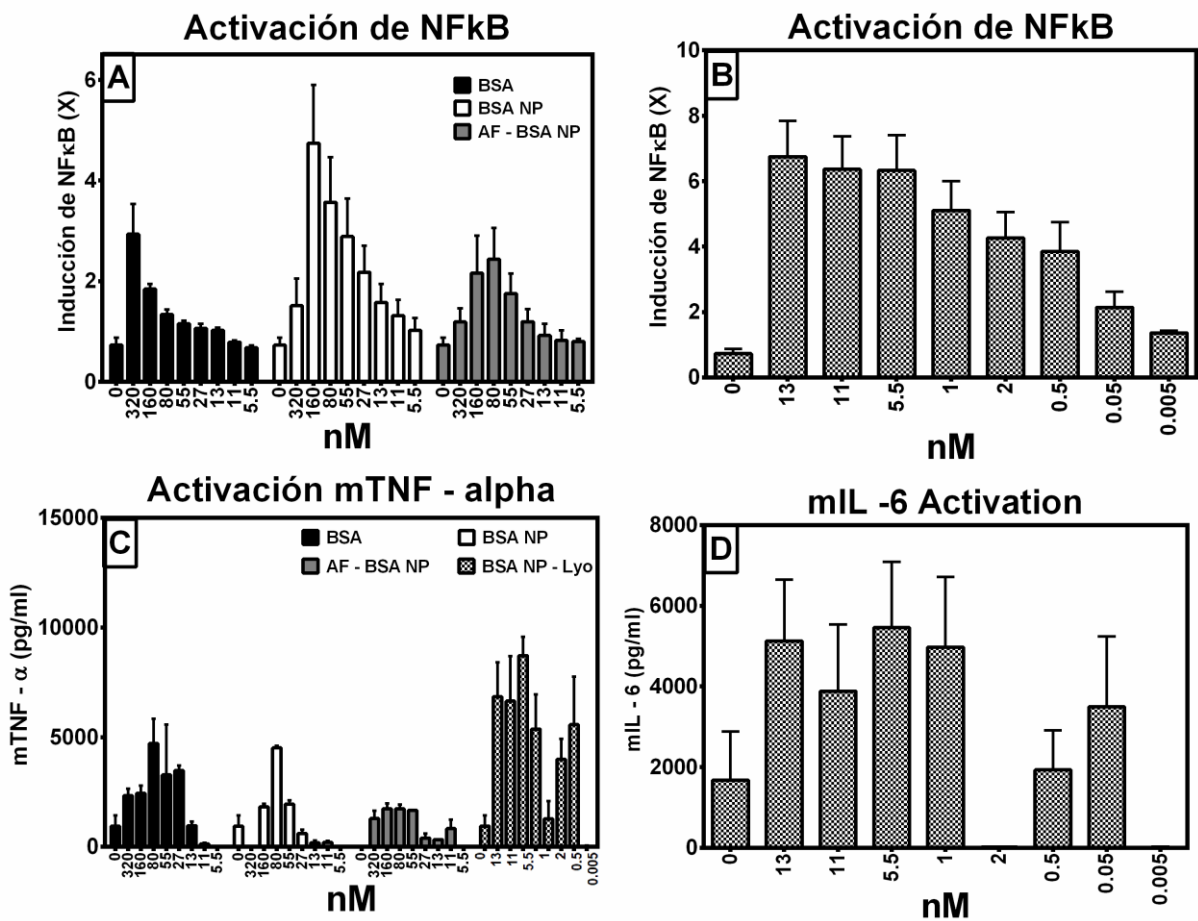 Activación de NFkB
A
BSA
BSA NP
AF - BSA NP
Inducción de NFκB (X)
6
4
2
0
0 320 160 80 55 27 13 11 5.5 0 320 160 80 55 27 13 11 5.5 0 320 160 80 55 27 13 11 5.5
nM
Activación de NFkB
B
Inducción de NFκB (X)
10
8
6
4
2
0
0 13 11 5.5 1 2 0.5 0.05 0.005
nM
Activación mTNF - alpha
C
BSA
BSA NP
AF - BSA NP
BSA NP - Lyo
mTNF - α (pg/ml)
15000
10000
5000
0
0 320 160 80 55 27 13 11 5.5 0 320 160 80 55 27 13 11 5.5 0 320 160 80 55 27 13 11 5.5 0 13 11 5.5 1 2 0.5 0.005
nM
mIL -6 Activation
D
mIL - 6 (pg/ml)
8000
6000
4000
2000
0
0 13 11 5.5 1 2 0.5 0.05 0.005
nM